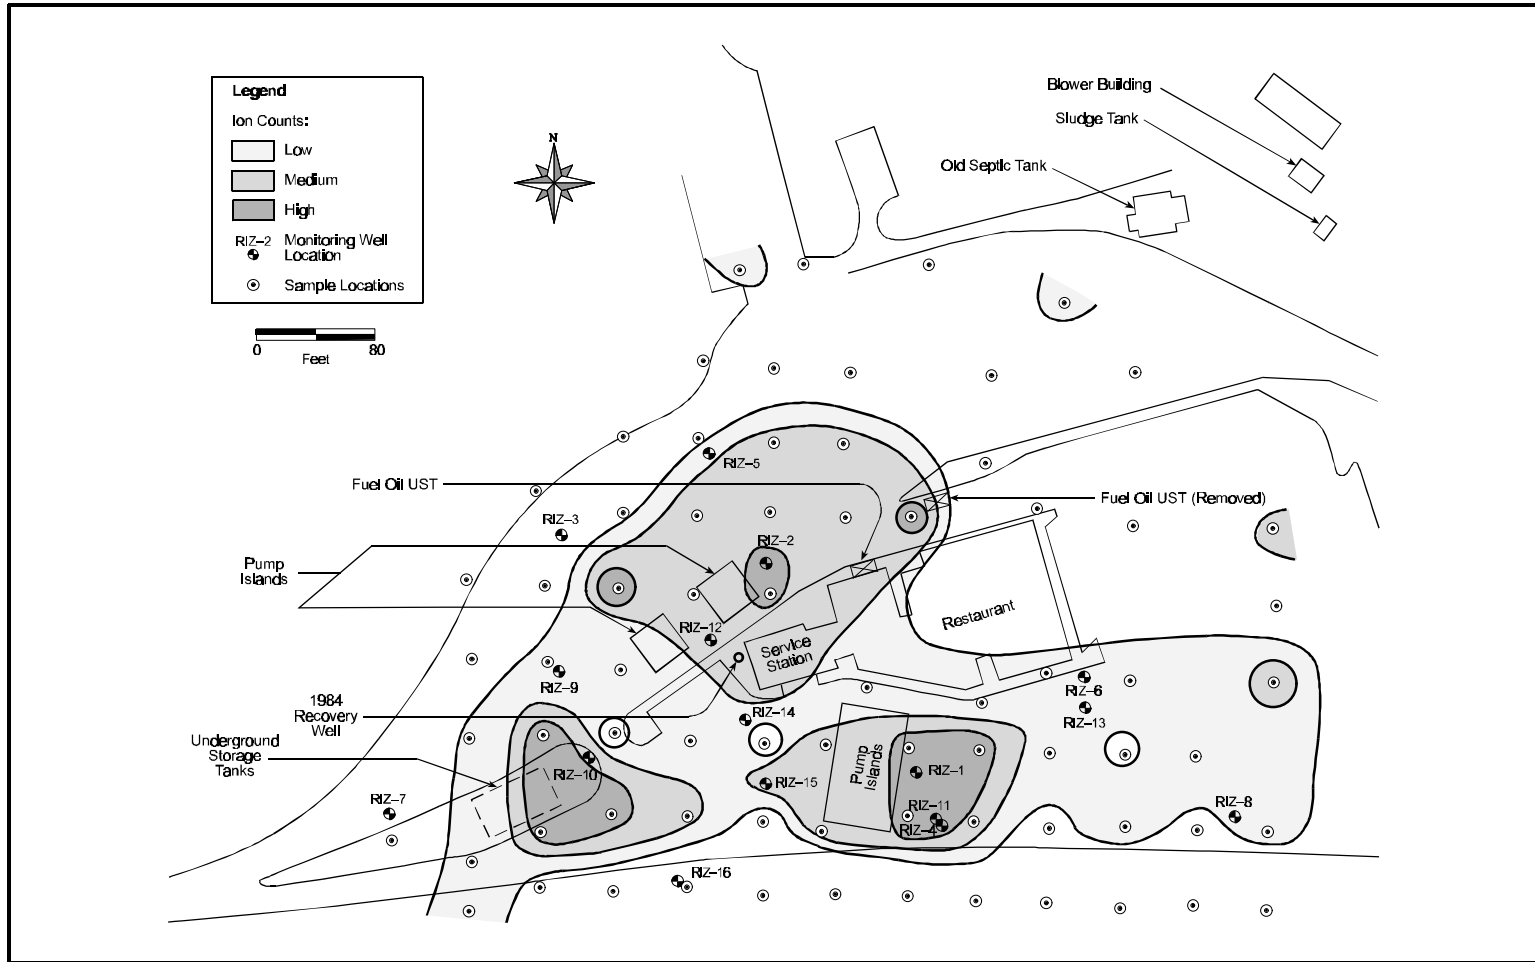 Legend
Ion Counts:
Low
Medium
High
RIZ-2 Monitoring Well
Location
Sample Locations
0 80
Feet
N
Blower Building
Sludge Tank
Old Septic Tank
RIZ-5
Fuel Oil UST
Fuel Oil UST (Removed)
RIZ-3
RIZ-2
Pump
Islands
Restaurant
RIZ-12
Service
Station
RIZ-9
RIZ-6
1984
Recovery
Well
RIZ-14
RIZ-13
Underground
Storage
Tanks
Pump
Islands
RIZ-10
RIZ-15
RIZ-1
RIZ-7
RIZ-11
RIZ-8
RIZ-4
RIZ-16